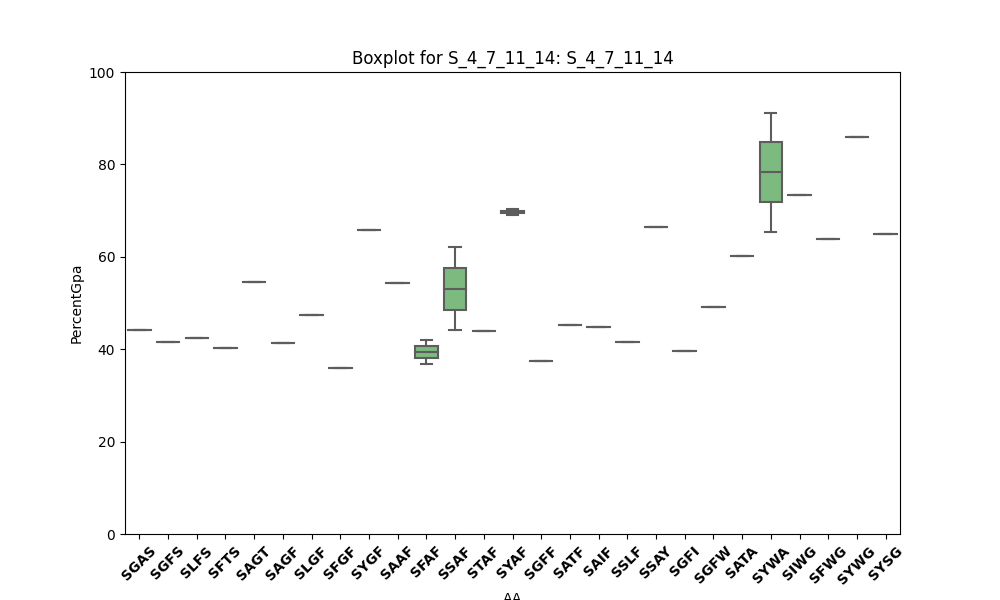 Boxplot for S_4_7_11_14: S_4_7_11_14
PercentGpa
100
80
60
40
20
0
SGAS
SGFS
SLFS
SFTS
SAGT
SAGF
SLGF
SFGF
SYGF
SAAF
SFAF
SSAF
STAF
SYAF
SGFF
SATF
SAIF
SSLF
SSAY
SGFI
SGFW
SATA
SYWA
SIWG
SFWG
SYWG
SYSG
AA